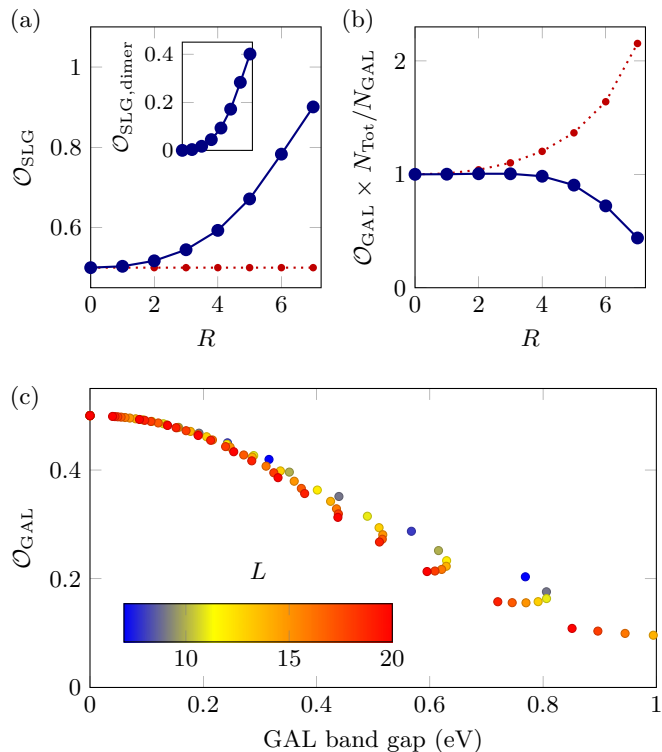 (a)
(b)
1
0.8
0.6
𝒪SLG
0 2 4 6
R
0.4
0.2
0
𝒪SLG,dimer
2
1
0
𝒪GAL × NTot/NGAL
0 2 4 6
R
(c)
0.4
0.2
0
𝒪GAL
L
10 15 20
0 0.2 0.4 0.6 0.8 1
GAL band gap (eV)